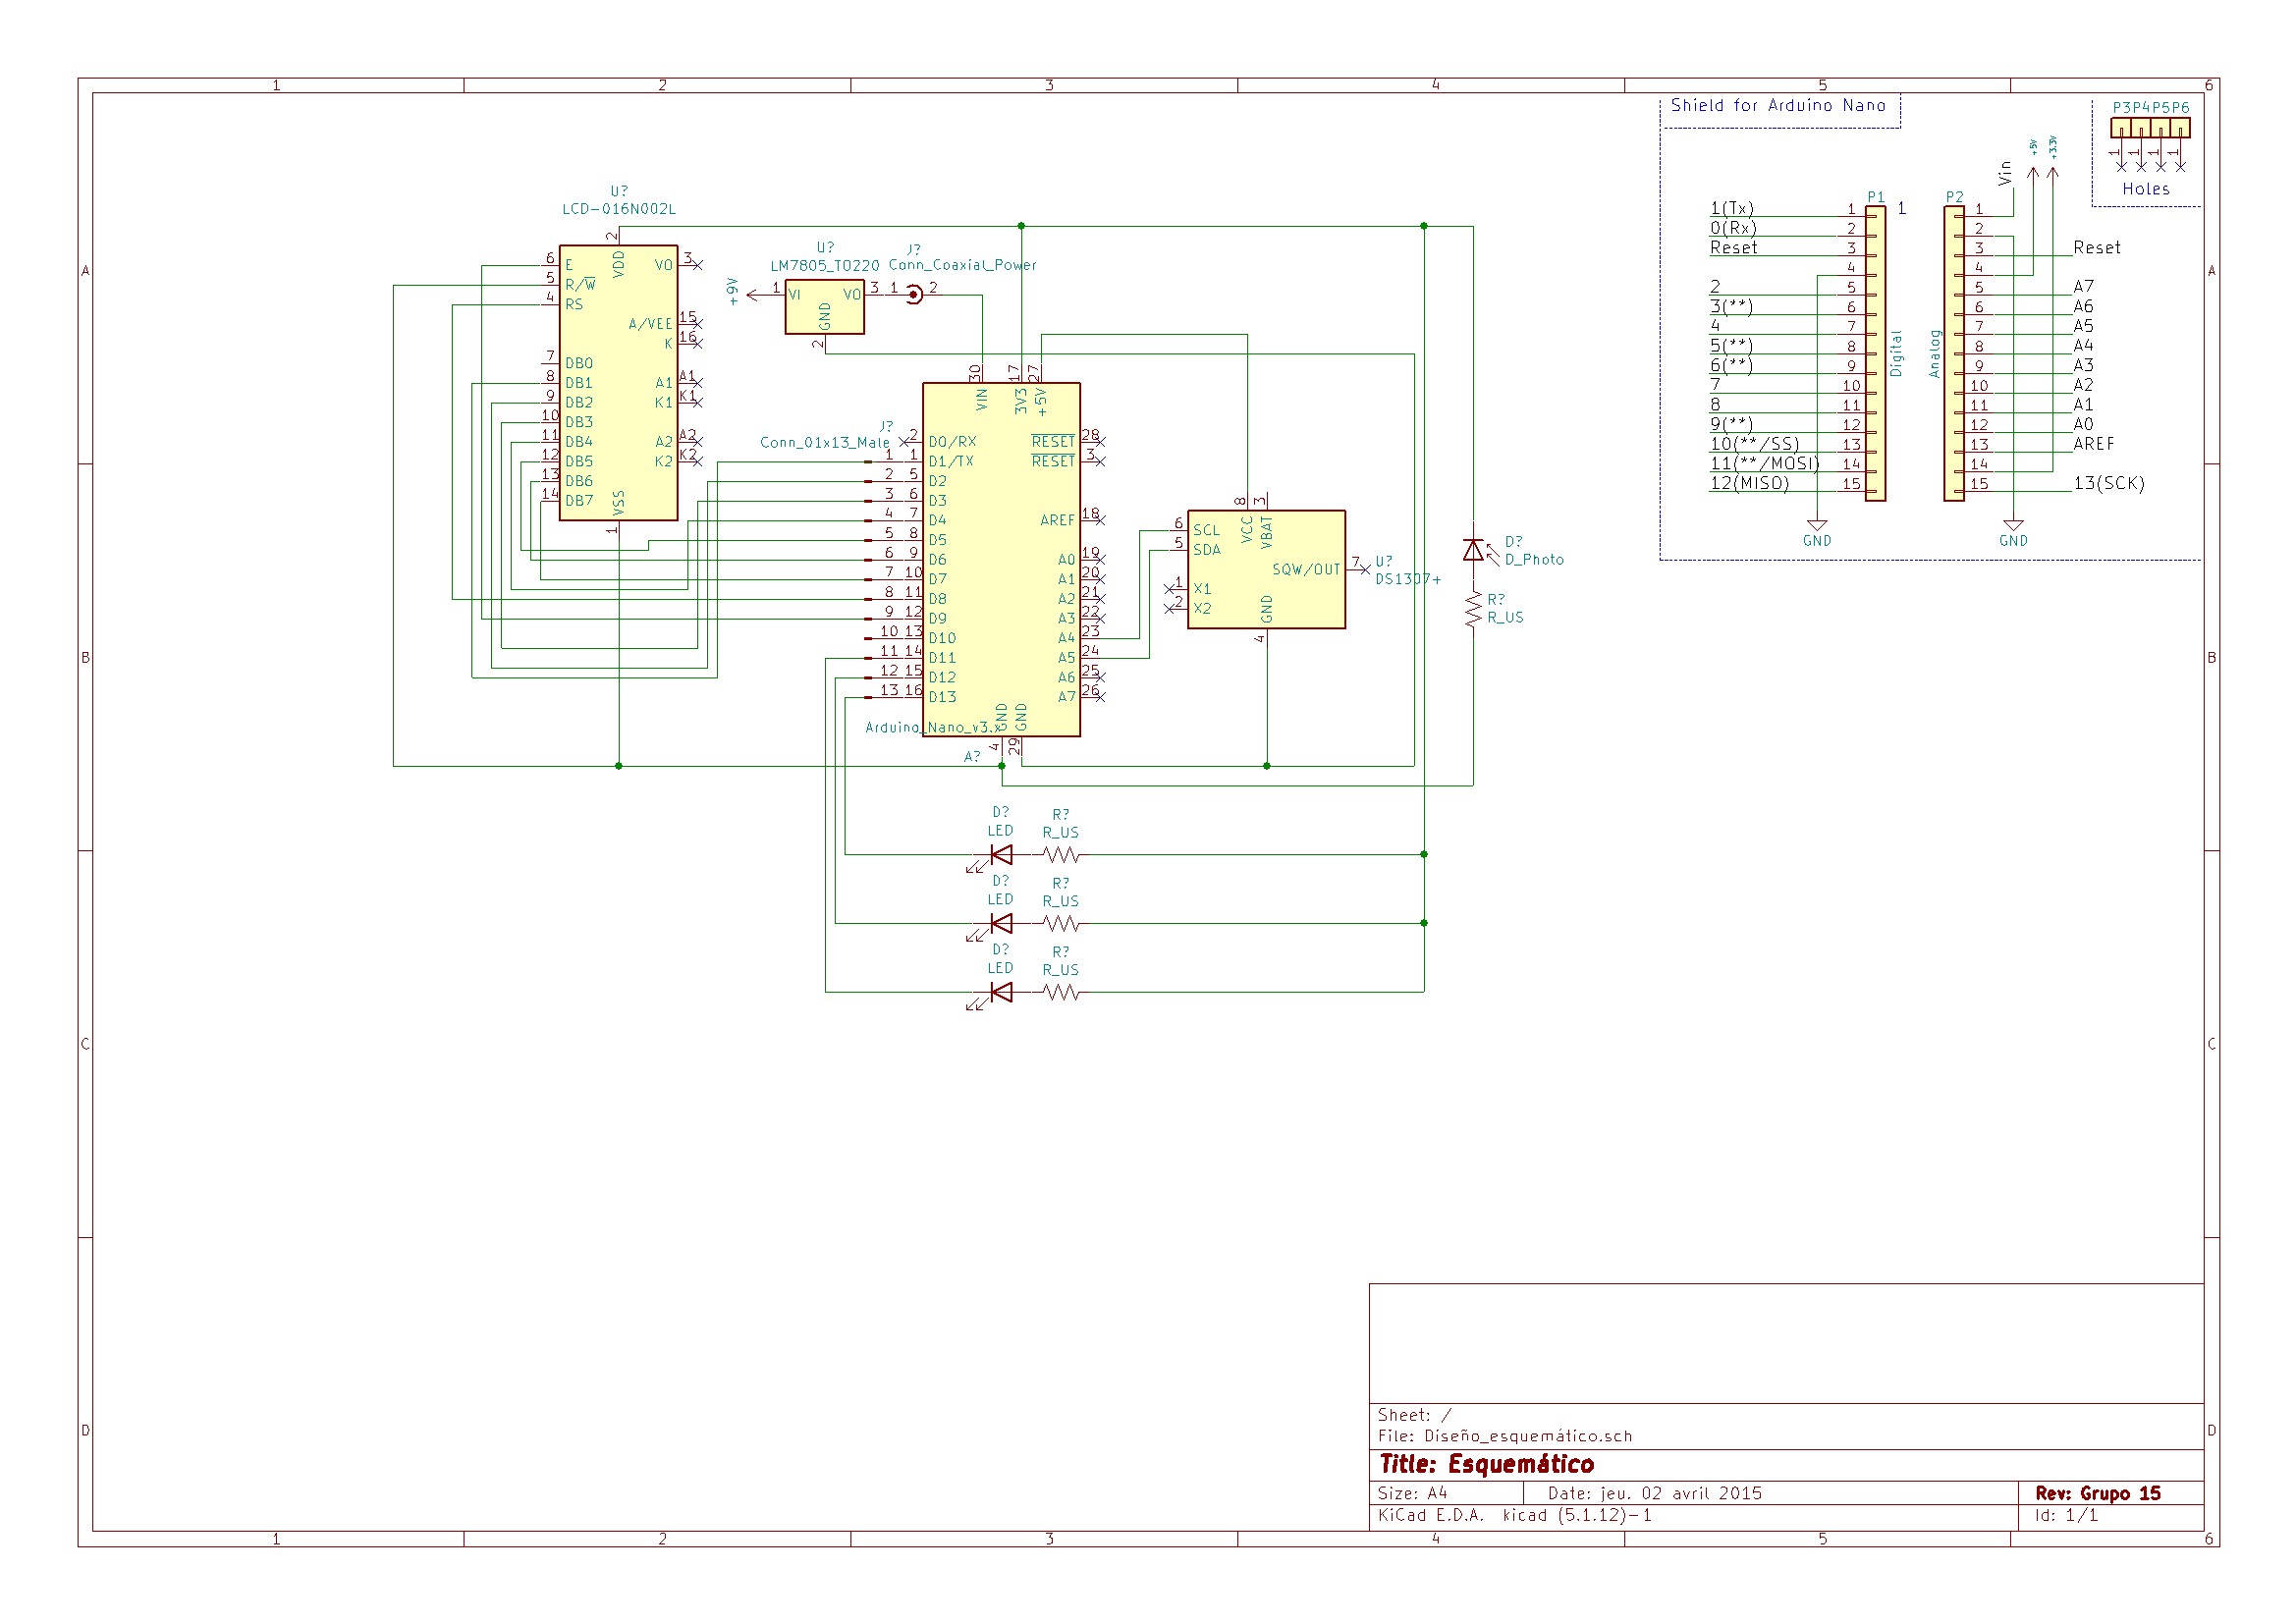 1 2 3 4 5 6
A
B
C
D
A
B
C
D
Shield for Arduino Nano
P3P4P5P6
1 1 1 1
Holes
Vin
+5V
+3.3V
P1
1
P2
1(Tx) 1
0(Rx) 2
Reset 3
4
2 5
3(**) 6
4 7
5(**) 8
6(**) 9
7 10
8 11
9(**) 12
10(**/SS) 13
11(**/MOSI) 14
12(MISO) 15
Digital
Analog
1
2
3 Reset
4
5 A7
6 A6
7 A5
8 A4
9 A3
10 A2
11 A1
12 A0
13 AREF
14
15 13(SCK)
GND
GND
U?
LCD-016N002L
2
VDD
6 E
5 R/W
4 RS
7 DB0
8 DB1
9 DB2
10 DB3
11 DB4
12 DB5
13 DB6
14 DB7
VO 3
A/VEE 15
K 16
A1 A1
K1 K1
A2 A2
K2 K2
VSS
1
U?
LM7805_TO220
+9V
1 VI
VO 3
GND
2
J?
Conn_Coaxial_Power
1 2
J?
Conn_01x13_Male
30 17 27
VIN 3V3 +5V
2 D0/RX
1 1 D1/TX
2 5 D2
3 6 D3
4 7 D4
5 8 D5
6 9 D6
7 10 D7
8 11 D8
9 12 D9
10 13 D10
11 14 D11
12 15 D12
13 16 D13
RESET 28
RESET 3
AREF 18
A0 19
A1 20
A2 21
A3 22
A4 23
A5 24
A6 25
A7 26
GND GND
Arduino_Nano_v3.x
4 29
A?
8 3
VCC VBAT
6 SCL
5 SDA
1 X1
2 X2
SQW/OUT 7
GND
4
U?
DS1307+
D?
D_Photo
R?
R_US
D?
LED
R?
R_US
D?
LED
R?
R_US
D?
LED
R?
R_US
Sheet: /
File: Diseño_esquemático.sch
Title: Esquemático
Size: A4 Date: jeu. 02 avril 2015 Rev: Grupo 15
KiCad E.D.A. kicad (5.1.12)-1 Id: 1/1
1 2 3 4 5 6